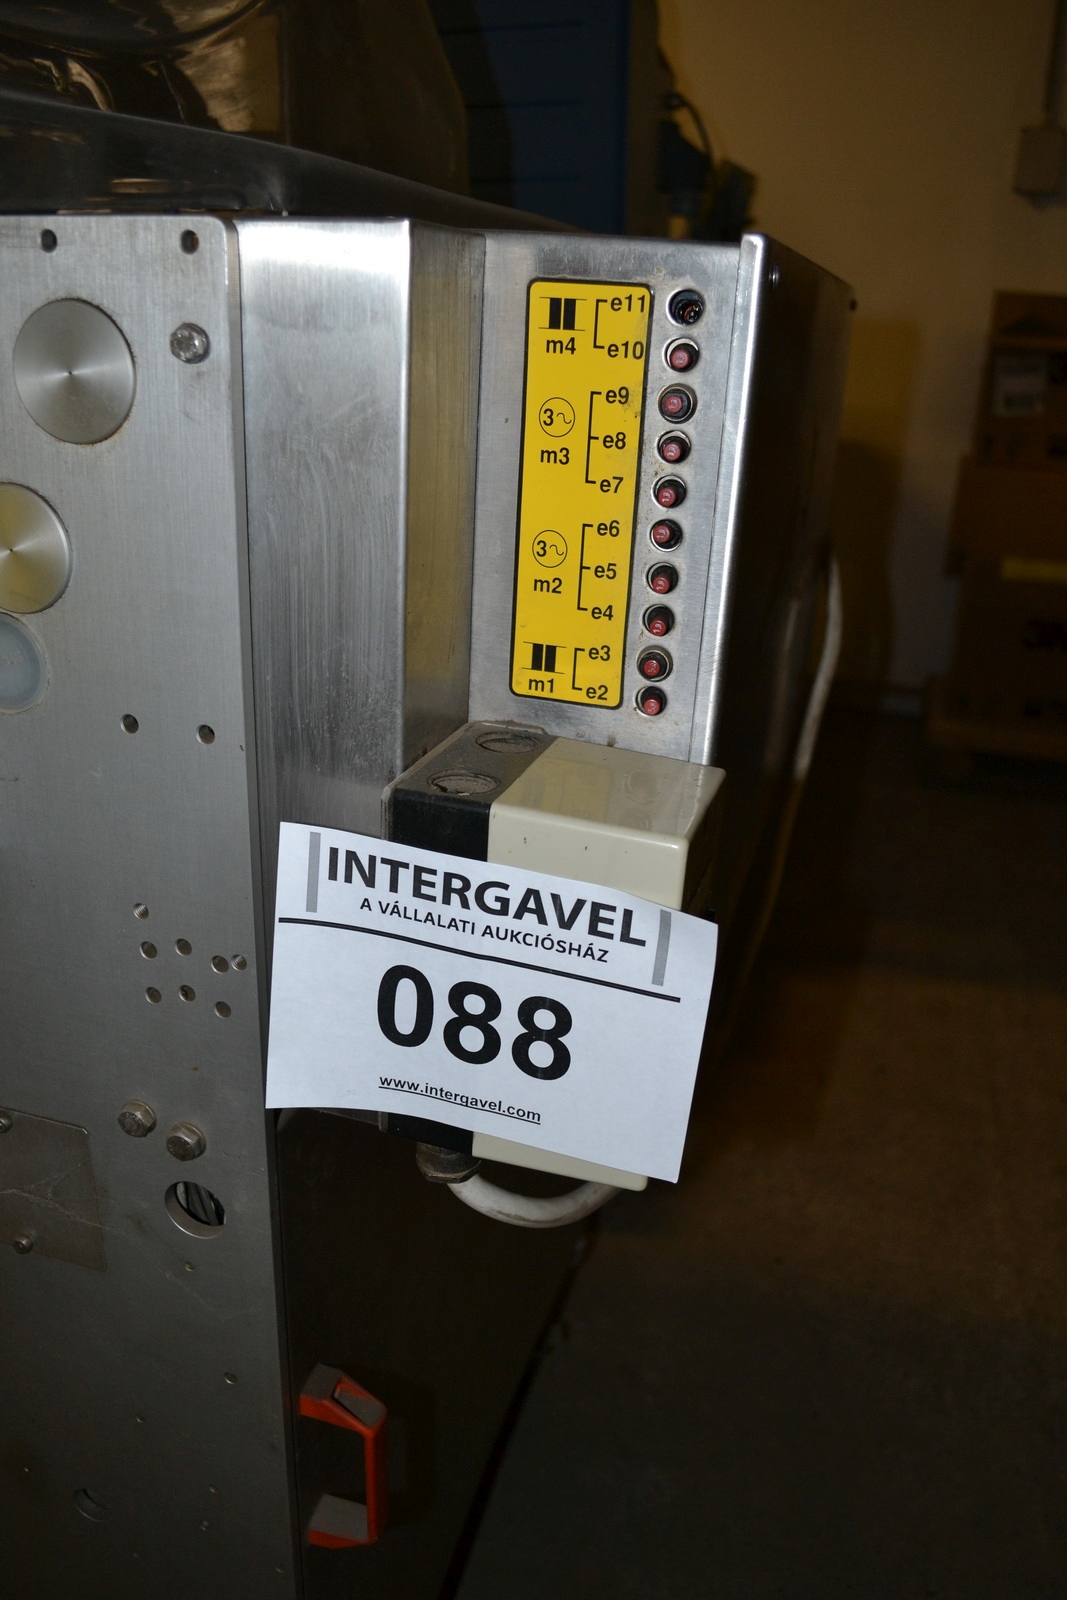 e11
m4
e10
e9
3~
e8
m3
e7
e6
3~
e5
m2
e4
e3
m1
e2
INTERGAVEL
A VÁLLALATI AUKCIÓSHÁZ
088
www.intergavel.com